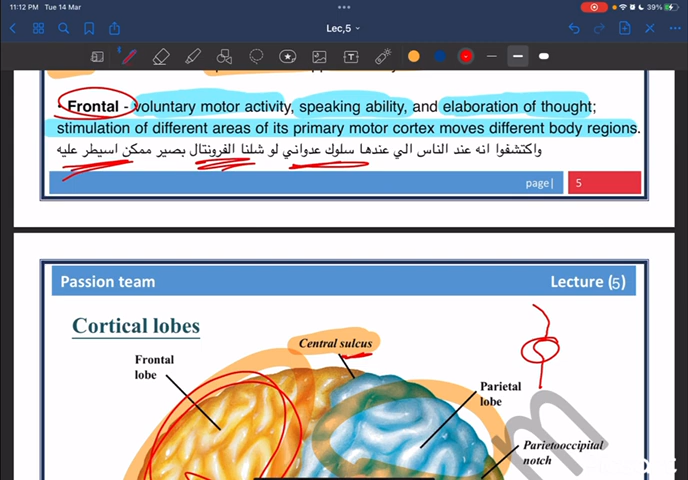 11:12 PM Tue 14 Mar
39%
Lec,5
• Frontal - voluntary motor activity, speaking ability, and elaboration of thought;
stimulation of different areas of its primary motor cortex moves different body regions.
واكتشفوا انه عند الناس الي عندها سلوك عدواني لو شلنا الفرونتال بصير ممكن اسيطر عليه
page| 5
Passion team Lecture (5)
Cortical lobes
Central sulcus
Frontal
lobe
Parietal
lobe
Parietooccipital
notch